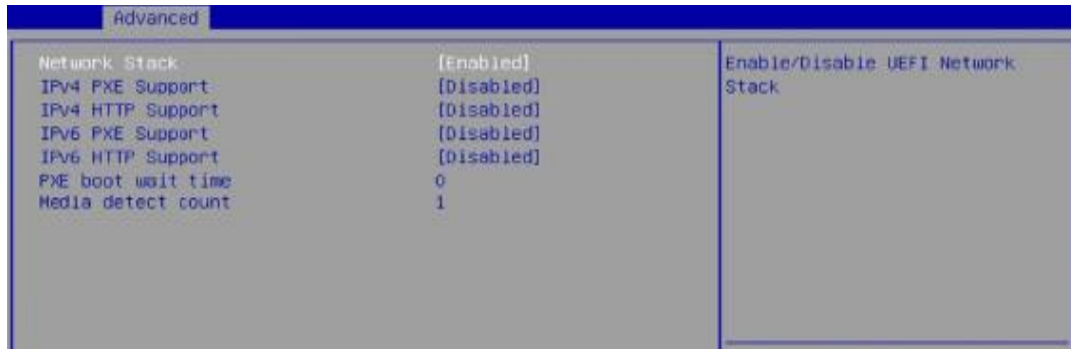 Advanced
Network Stack [Enabled]
IPv4 PXE Support [Disabled]
IPv4 HTTP Support [Disabled]
IPv6 PXE Support [Disabled]
IPv6 HTTP Support [Disabled]
PXE boot wait time 0
Media detect count 1
Enable/Disable UEFI Network
Stack